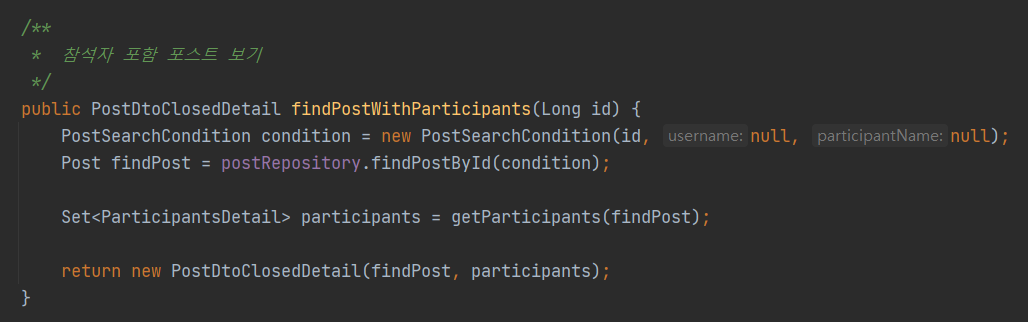 /**
 *  참석자 포함 포스트 보기
 */
public PostDtoClosedDetail findPostWithParticipants(Long id) {
    PostSearchCondition condition = new PostSearchCondition(id, username: null, participantName: null);
    Post findPost = postRepository.findPostById(condition);

    Set<ParticipantsDetail> participants = getParticipants(findPost);

    return new PostDtoClosedDetail(findPost, participants);
}